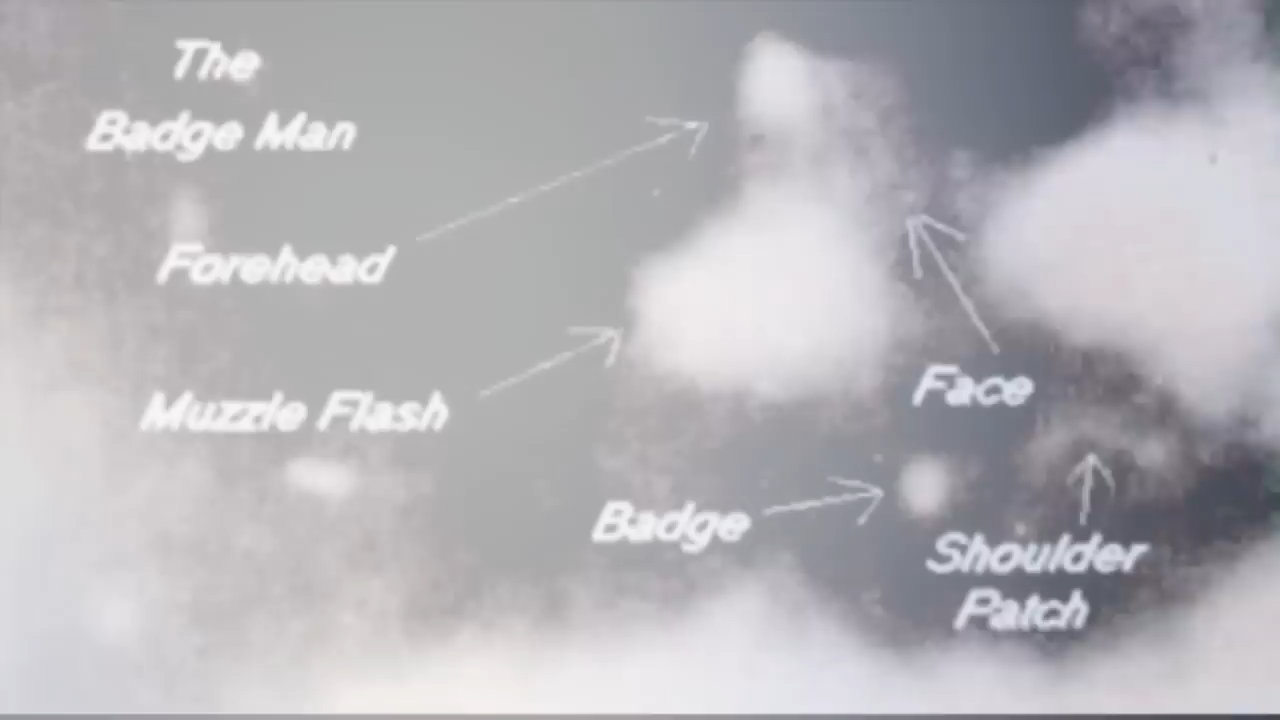 The
Badge Man
Forehead
Muzzle Flash
Face
Badge
Shoulder
Patch